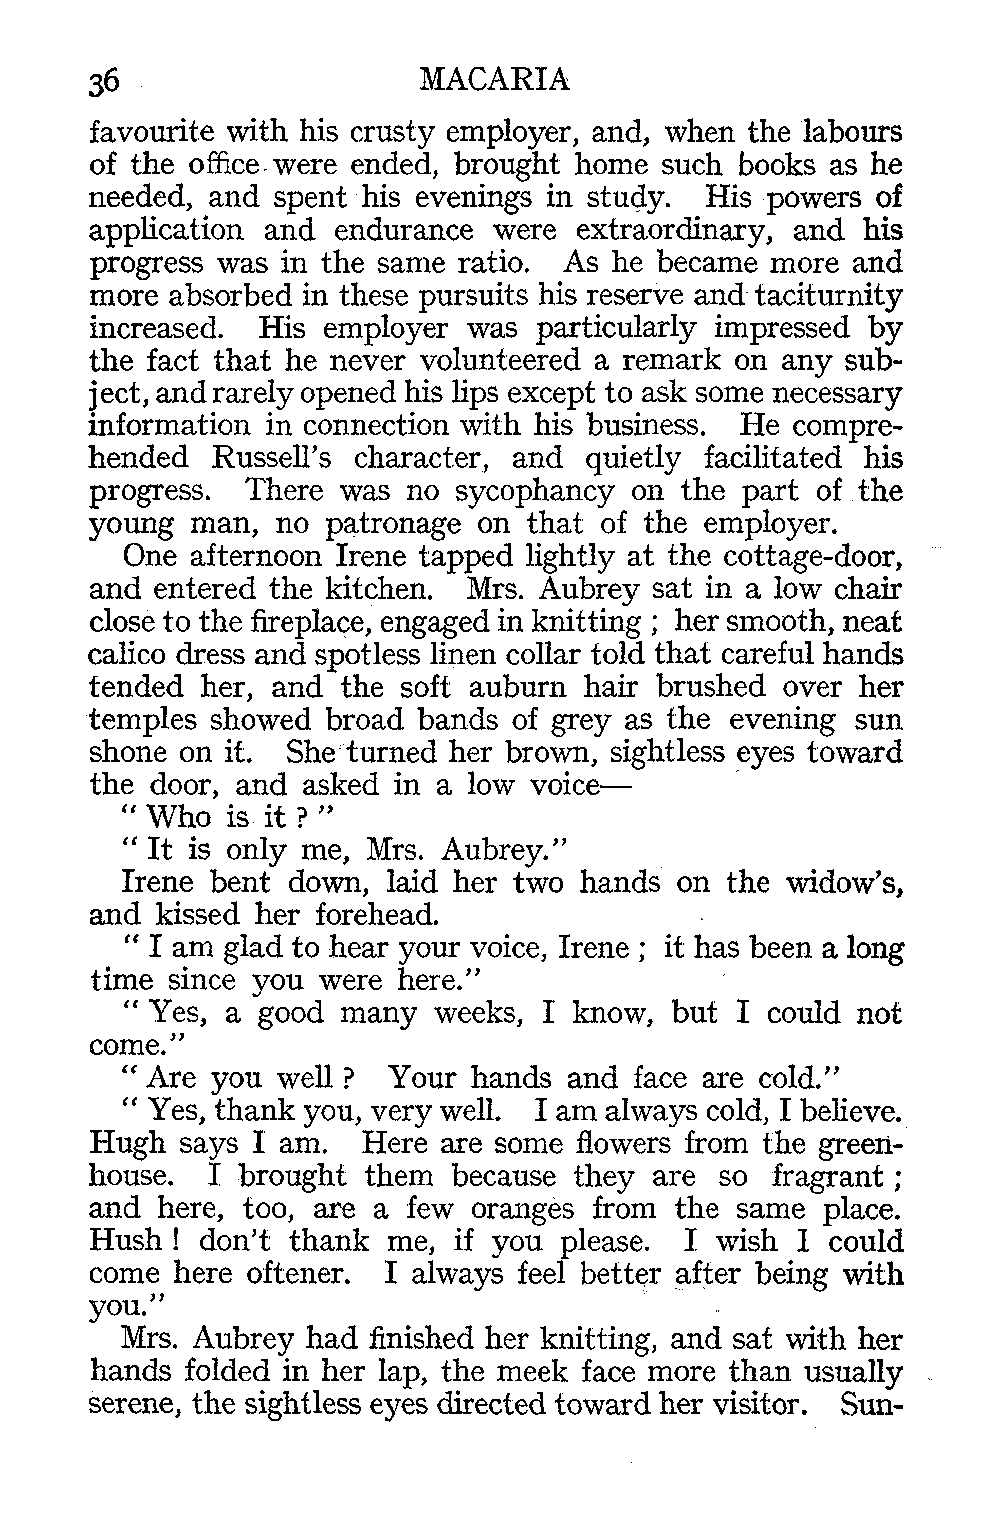 36 MACARIA
favourite with his crusty employer, and, when the labours
of the office were ended, brought home such books as he
needed, and spent his evenings in study. His powers of
application and endurance were extraordinary, and his
progress was in the same ratio. As he became more and
more absorbed in these pursuits his reserve and taciturnity
increased. His employer was particularly impressed by
the fact that he never volunteered a remark on any sub-
ject, and rarely opened his lips except to ask some necessary
information in connection with his business. He compre-
hended Russell's character, and quietly facilitated his
progress. There was no sycophancy on the part of the
young man, no patronage on that of the employer.
One afternoon Irene tapped lightly at the cottage-door,
and entered the kitchen. Mrs. Aubrey sat in a low chair
close to the fireplace, engaged in knitting ; her smooth, neat
calico dress and spotless linen collar told that careful hands
tended her, and the soft auburn hair brushed over her
temples showed broad bands of grey as the evening sun
shone on it. She turned her brown, sightless eyes toward
the door, and asked in a low voice—
" Who is it ? "
" It is only me, Mrs. Aubrey."
Irene bent down, laid her two hands on the widow's,
and kissed her forehead.
" I am glad to hear your voice, Irene ; it has been a long
time since you were here."
" Yes, a good many weeks, I know, but I could not
come."
" Are you well ? Your hands and face are cold."
" Yes, thank you, very well. I am always cold, I believe.
Hugh says I am. Here are some flowers from the green-
house. I brought them because they are so fragrant ;
and here, too, are a few oranges from the same place.
Hush ! don't thank me, if you please. I wish I could
come here oftener. I always feel better after being with
you."
Mrs. Aubrey had finished her knitting, and sat with her
hands folded in her lap, the meek face more than usually
serene, the sightless eyes directed toward her visitor. Sun-